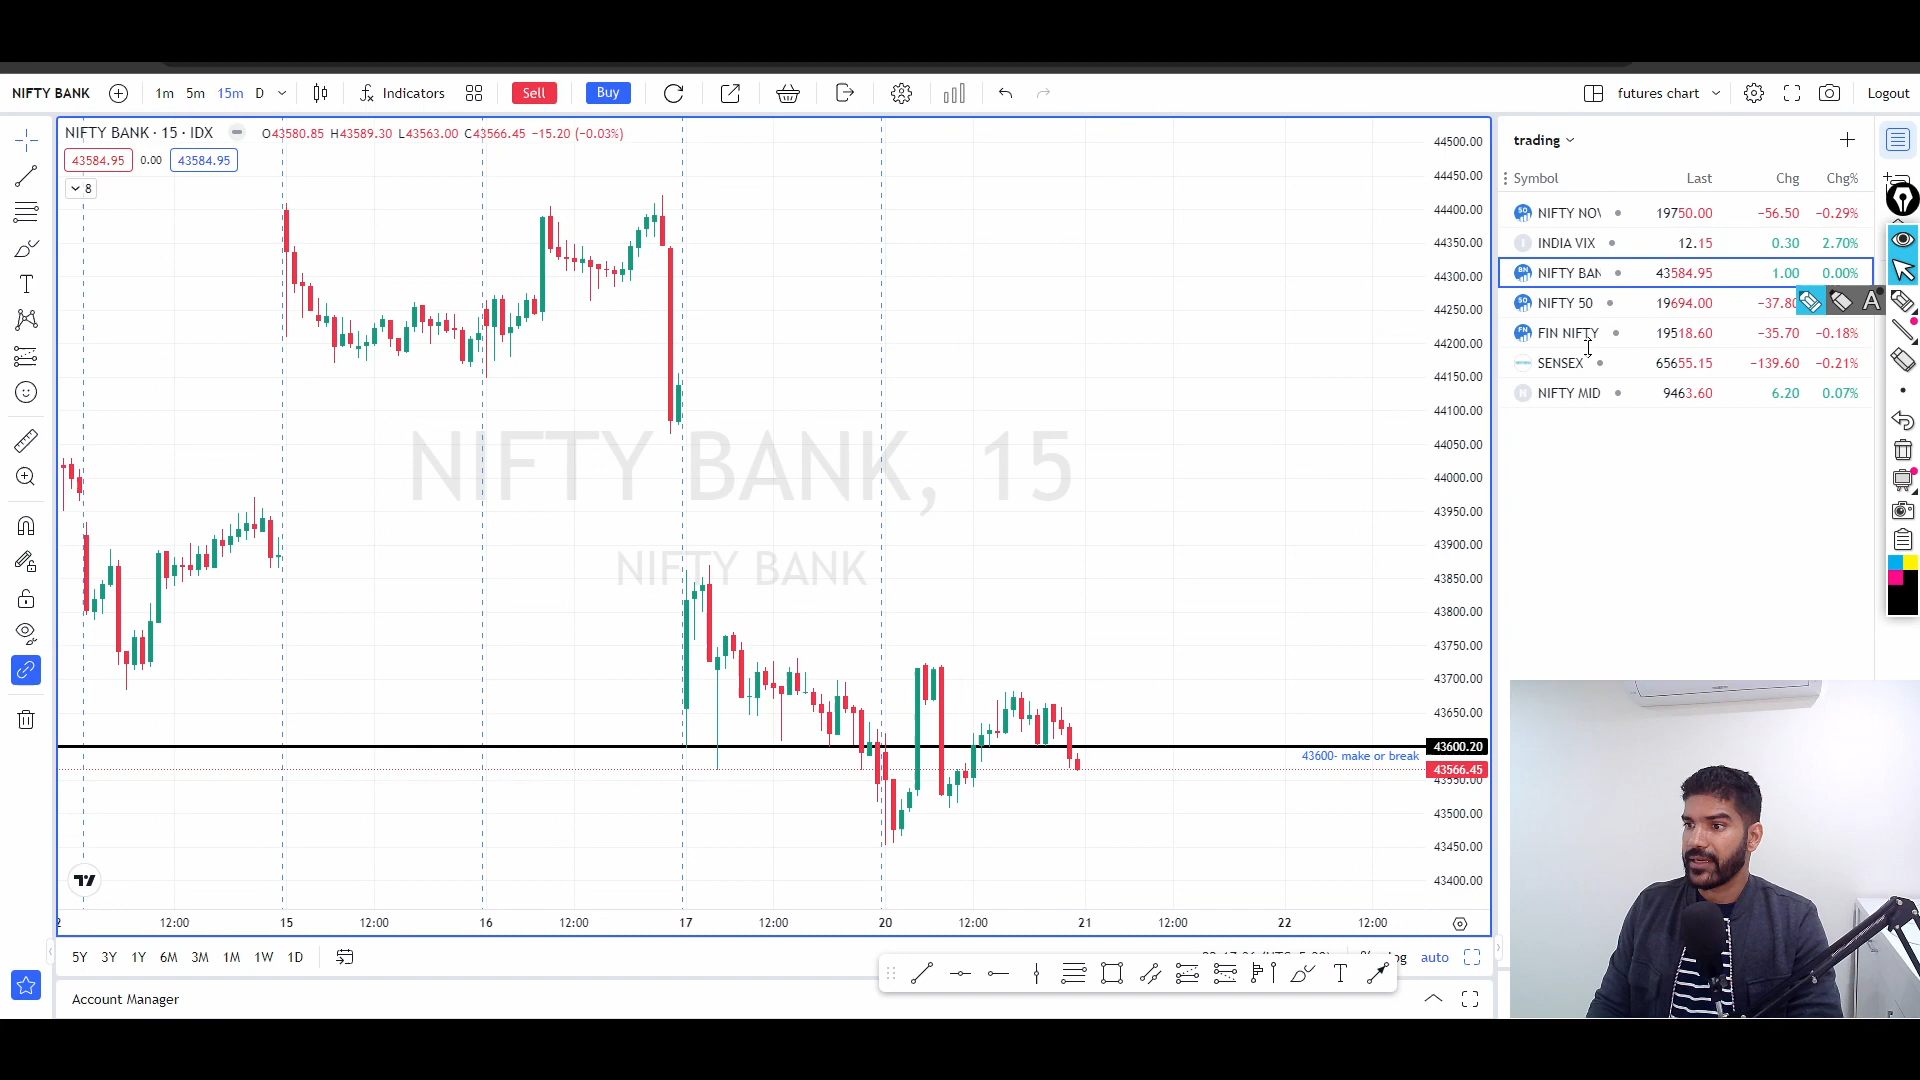 NIFTY BANK 1m 5m 15m D Indicators Sell Buy futures chart Logout
NIFTY BANK · 15 · IDX O43580.85 H43589.30 L43563.00 C43566.45 −15.20 (−0.03%)
43584.95 0.00 43584.95
8
NIFTY BANK, 15
NIFTY BANK
43600- make or break
44500.00
44450.00
44400.00
44350.00
44300.00
44250.00
44200.00
44150.00
44100.00
44050.00
44000.00
43950.00
43900.00
43850.00
43800.00
43750.00
43700.00
43650.00
43600.20
43566.45
43550.00
43500.00
43450.00
43400.00
2 12:00 15 12:00 16 12:00 17 12:00 20 12:00 21 12:00 22 12:00
5Y 3Y 1Y 6M 3M 1M 1W 1D auto
Account Manager
trading
Symbol Last Chg Chg%
NIFTY NOV 19750.00 −56.50 −0.29%
INDIA VIX 12.15 0.30 2.70%
NIFTY BAN 43584.95 1.00 0.00%
NIFTY 50 19694.00 −37.80
FIN NIFTY 19518.60 −35.70 −0.18%
SENSEX 65655.15 −139.60 −0.21%
NIFTY MID 9463.60 6.20 0.07%